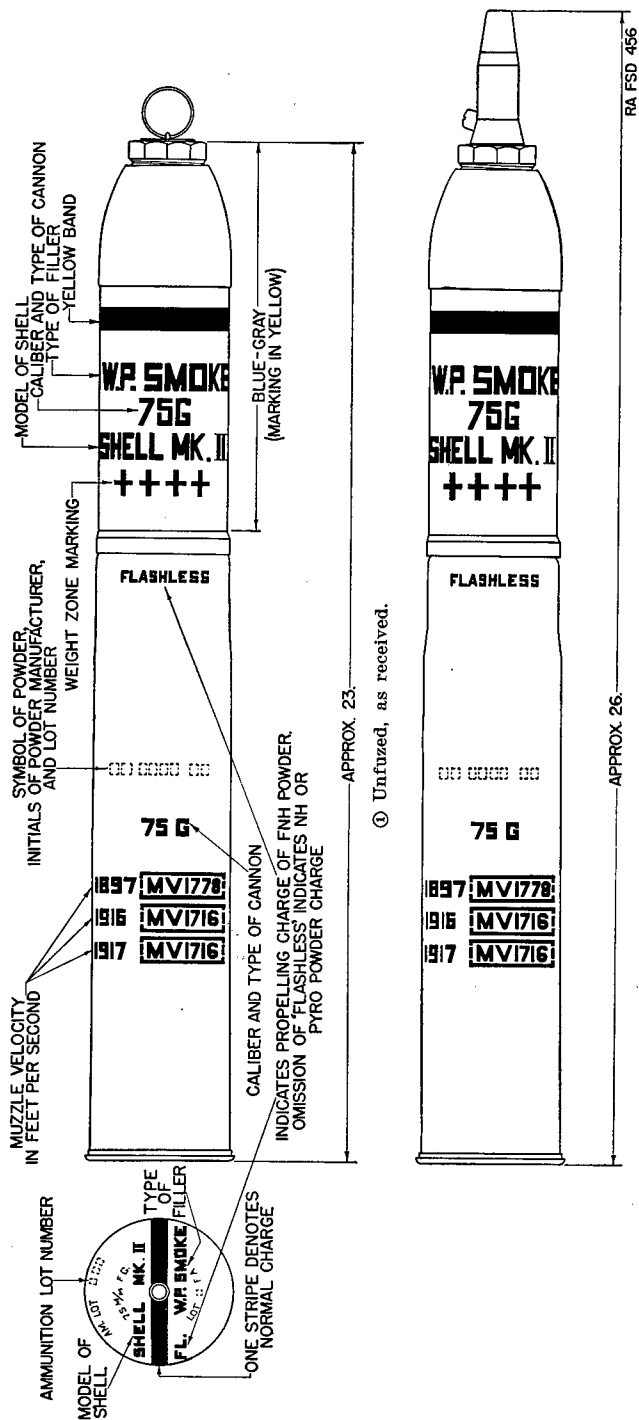 AMMUNITION LOT NUMBER
MODEL OF
SHELL
AM. LOT
75 M/M F.G.
SHELL MK. II
FL. W.P. SMOKE
LOT
TYPE
OF
FILLER
ONE STRIPE DENOTES
NORMAL CHARGE
MUZZLE VELOCITY
IN FEET PER SECOND
SYMBOL OF POWDER,
INITIALS OF POWDER MANUFACTURER,
AND LOT NUMBER
WEIGHT ZONE MARKING
MODEL OF SHELL
CALIBER AND TYPE OF CANNON
TYPE OF FILLER
YELLOW BAND
1897 MV1778
1916 MV1716
1917 MV1716
75 G
FLASHLESS
W.P. SMOKE
75G
SHELL MK. II
++++
BLUE-GRAY
(MARKING IN YELLOW)
CALIBER AND TYPE OF CANNON
INDICATES PROPELLING CHARGE OF FNH POWDER.
OMISSION OF "FLASHLESS" INDICATES NH OR
PYRO POWDER CHARGE
APPROX. 23.
① Unfuzed, as received.
1897 MV1778
1916 MV1716
1917 MV1716
75 G
FLASHLESS
W.P. SMOKE
75G
SHELL MK. II
++++
APPROX. 26.
RA FSD 456